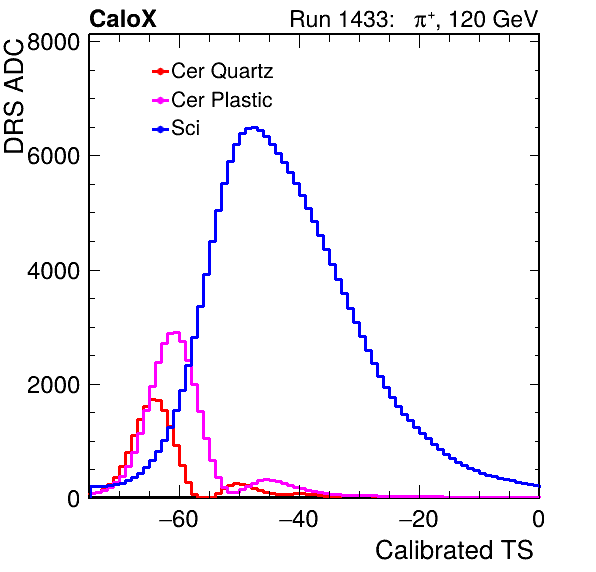 CaloX Run 1433: π⁺, 120 GeV
DRS ADC
8000
6000
4000
2000
0
Cer Quartz
Cer Plastic
Sci
−60 −40 −20 0
Calibrated TS